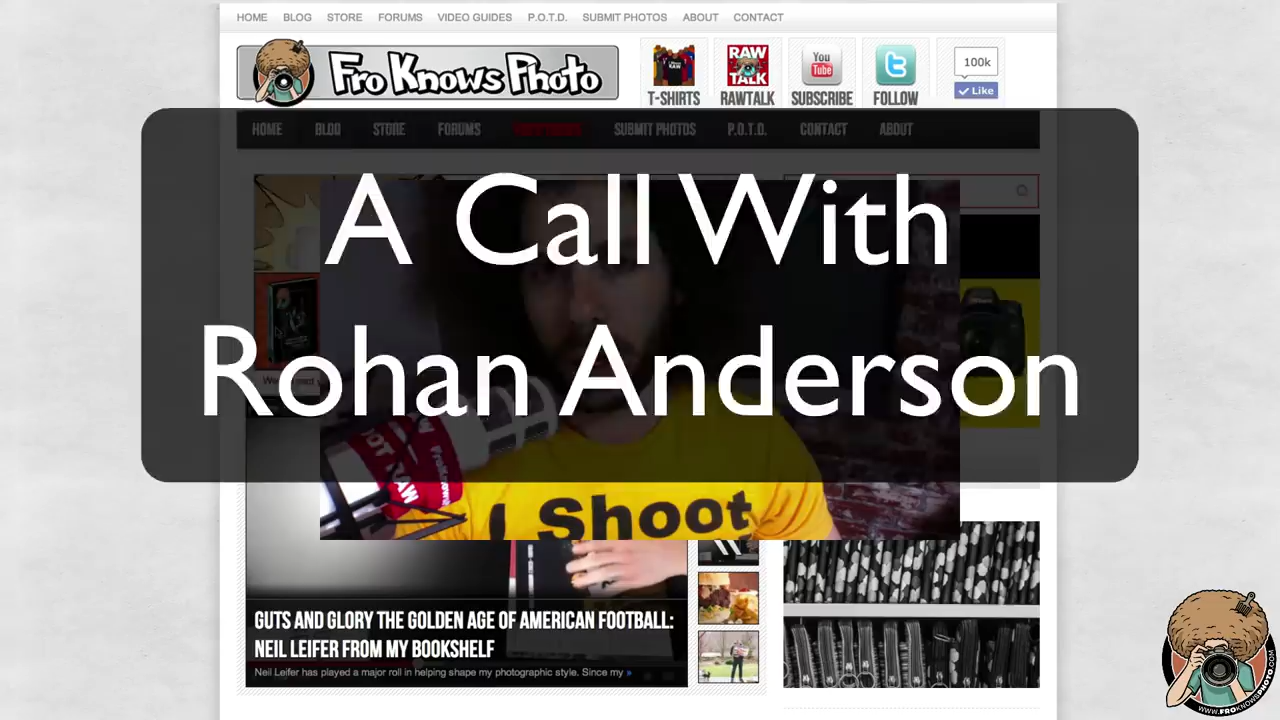 HOME BLOG STORE FORUMS VIDEO GUIDES P.O.T.D. SUBMIT PHOTOS ABOUT CONTACT
FRO KNOWS PHOTO
RAW TALK
You Tube
100k
Like
T-SHIRTS RAWTALK SUBSCRIBE FOLLOW
HOME BLOG STORE FORUMS SUBMIT PHOTOS P.O.T.D. CONTACT ABOUT
A Call With
Rohan Anderson
I Shoot
GUTS AND GLORY THE GOLDEN AGE OF AMERICAN FOOTBALL:
NEIL LEIFER FROM MY BOOKSHELF
Neil Leifer has played a major roll in helping shape my photographic style. Since my
WWW.FROKNOWSPHOTO.COM